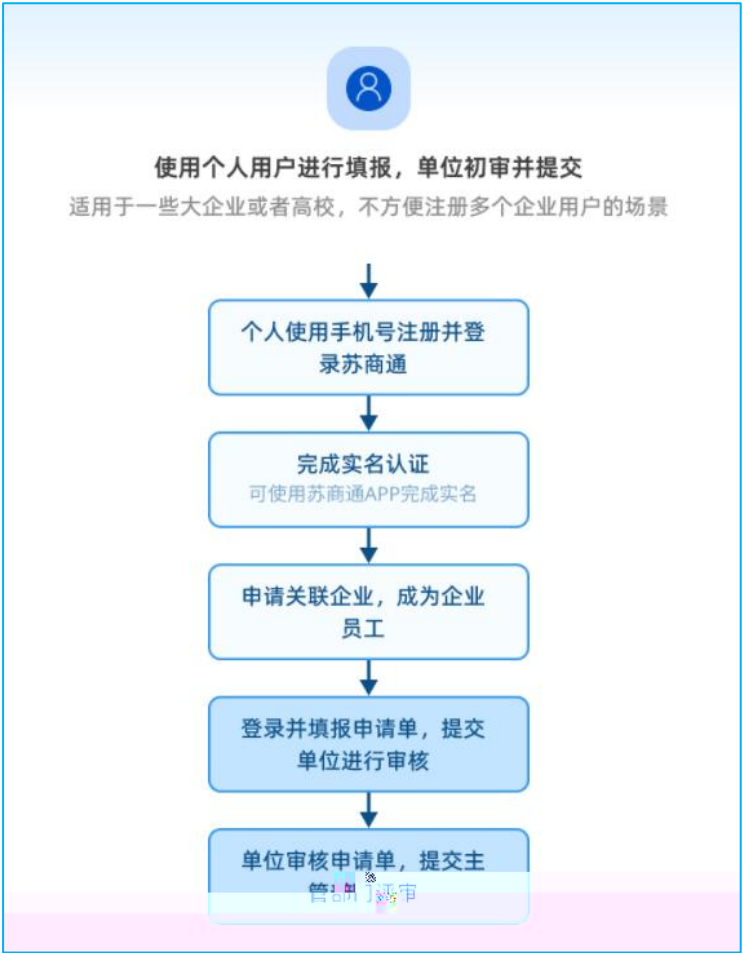 使用个人用户进行填报，单位初审并提交
适用于一些大企业或者高校，不方便注册多个企业用户的场景
个人使用手机号注册并登
录苏商通
完成实名认证
可使用苏商通APP完成实名
申请关联企业，成为企业
员工
登录并填报申请单，提交
单位进行审核
单位审核申请单，提交主
管部门评审